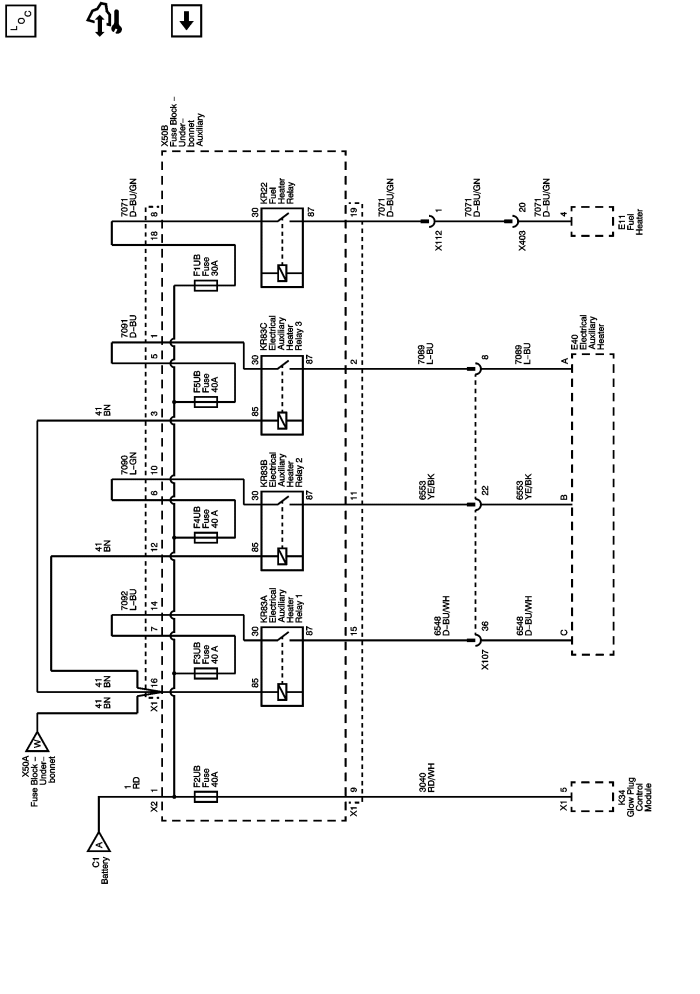 LOC
X50B
Fuse Block –
Under–
bonnet
Auxiliary
7071
D–BU/GN
8
18
30
KR22
Fuel
Heater
Relay
87
19
7071
D–BU/GN
1
X112
7071
D–BU/GN
20
X403
7071
D–BU/GN
4
E11
Fuel
Heater
F1UB
Fuse
30A
7091
D–BU
1
5
30
KR83C
Electrical
Auxiliary
Heater
Relay 3
87
2
7089
L–BU
8
7089
L–BU
A
E40
Electrical
Auxiliary
Heater
F5UB
Fuse
40A
41
BN
3
85
7090
L–GN
10
6
30
KR83B
Electrical
Auxiliary
Heater
Relay 2
87
11
6553
YE/BK
22
6553
YE/BK
B
F4UB
Fuse
40 A
41
BN
12
85
7092
L–BU
14
7
30
KR83A
Electrical
Auxiliary
Heater
Relay 1
87
15
6548
D–BU/WH
36
X107
6548
D–BU/WH
C
F3UB
Fuse
40 A
41
BN
16
85
41
BN
X1
W
X50A
Fuse Block –
Under–
bonnet
1
RD
1
X2
F2UB
Fuse
40A
9
X1
3040
RD/WH
5
X1
K34
Glow Plug
Control
Module
A
C1
Battery